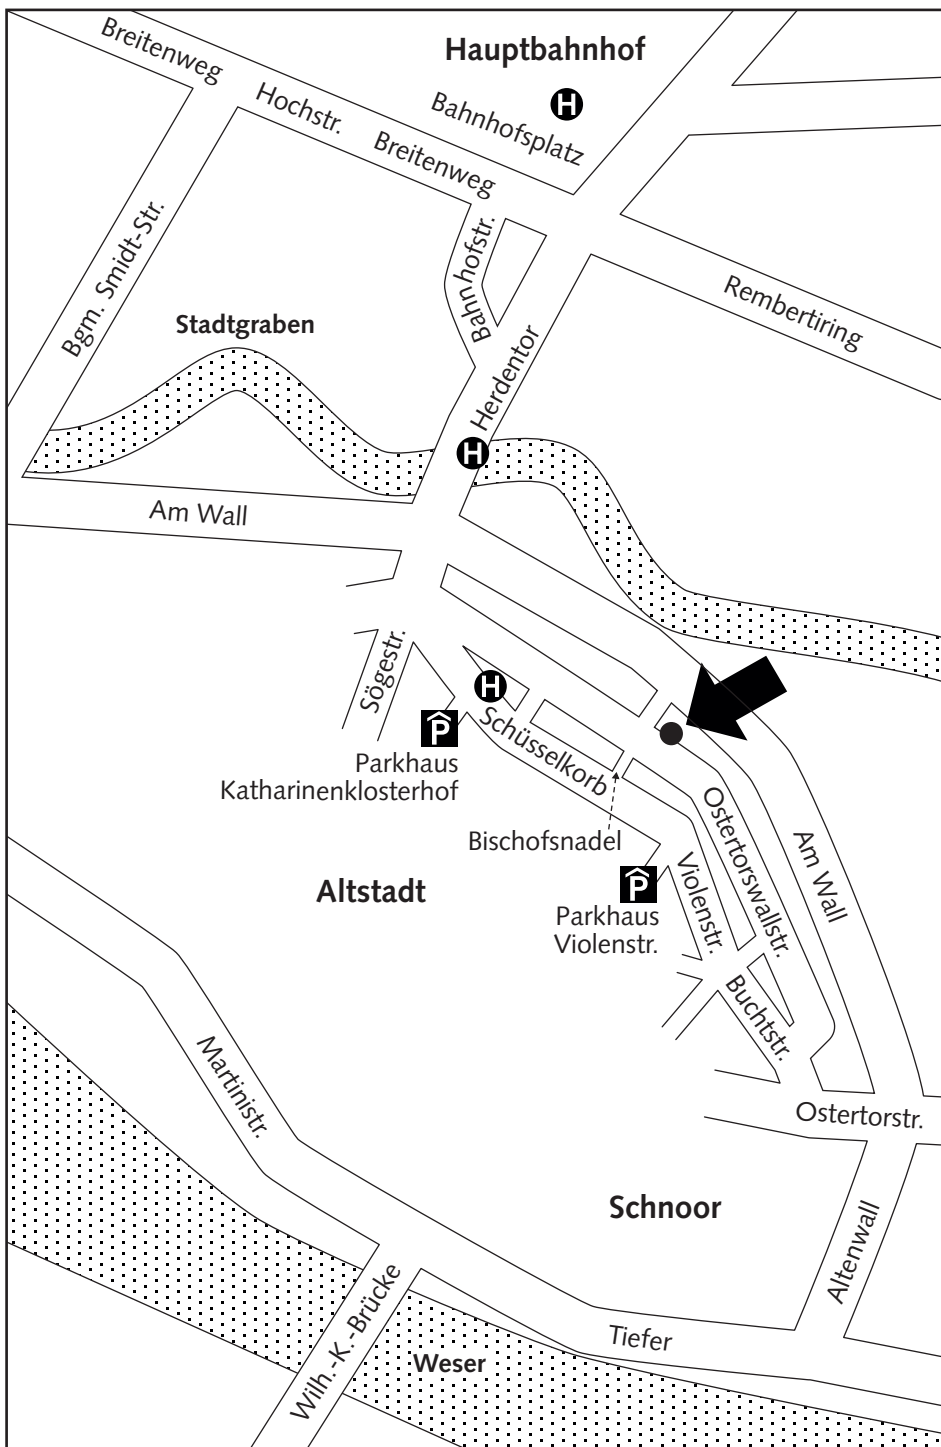 Breitenweg
Hauptbahnhof
H
Hochstr.
Bahnhofsplatz
Breitenweg
Bgm. Smidt-Str.
Bahnhofstr.
Rembertiring
Stadtgraben
Herdentor
H
Am Wall
Sögestr.
H
P
Schüsselkorb
Parkhaus
Katharinenklosterhof
Bischofsnadel
Ostertorswallstr.
Am Wall
Altstadt
P
Violenstr.
Parkhaus
Violenstr.
Buchtstr.
Martinistr.
Ostertorstr.
Schnoor
Altenwall
Wilh.-K.-Brücke
Tiefer
Weser